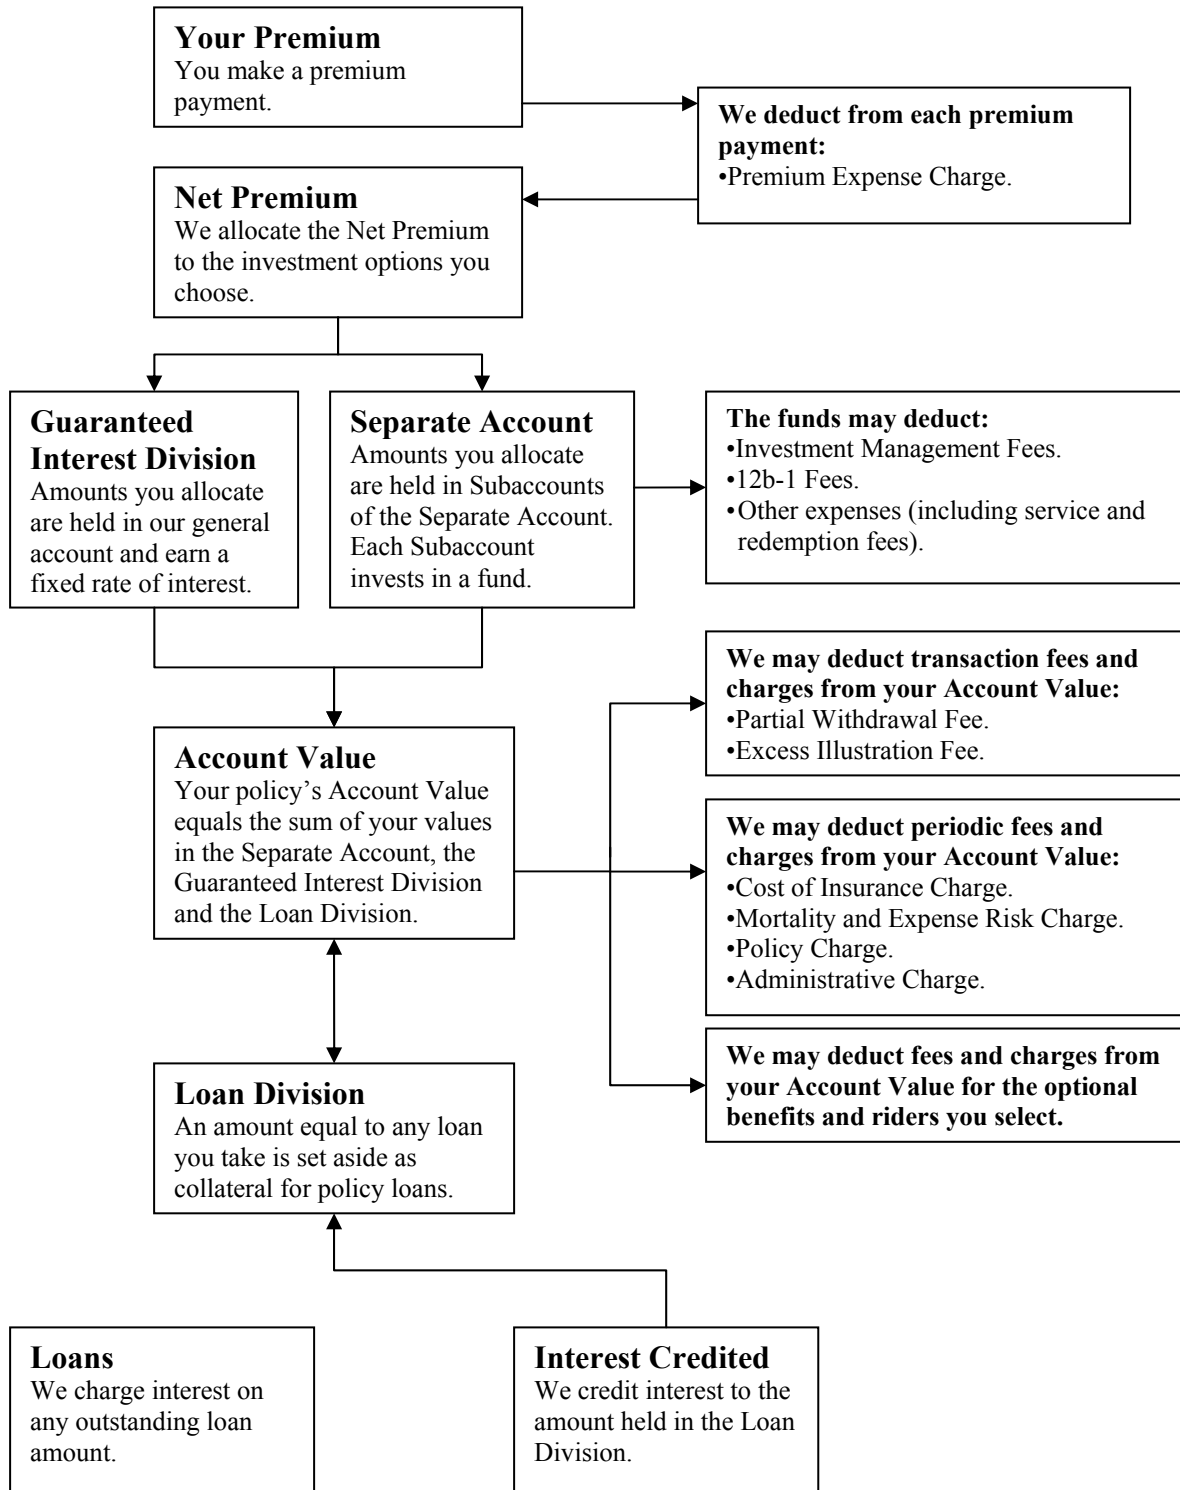 Your Premium
You make a premium
payment.
We deduct from each premium
payment:
•Premium Expense Charge.
Net Premium
We allocate the Net Premium
to the investment options you
choose.
Guaranteed
Interest Division
Amounts you allocate
are held in our general
account and earn a
fixed rate of interest.
Separate Account
Amounts you allocate
are held in Subaccounts
of the Separate Account.
Each Subaccount
invests in a fund.
The funds may deduct:
•Investment Management Fees.
•12b-1 Fees.
•Other expenses (including service and
redemption fees).
We may deduct transaction fees and
charges from your Account Value:
•Partial Withdrawal Fee.
•Excess Illustration Fee.
Account Value
Your policy’s Account Value
equals the sum of your values
in the Separate Account, the
Guaranteed Interest Division
and the Loan Division.
We may deduct periodic fees and
charges from your Account Value:
•Cost of Insurance Charge.
•Mortality and Expense Risk Charge.
•Policy Charge.
•Administrative Charge.
We may deduct fees and charges from
your Account Value for the optional
benefits and riders you select.
Loan Division
An amount equal to any loan
you take is set aside as
collateral for policy loans.
Loans
We charge interest on
any outstanding loan
amount.
Interest Credited
We credit interest to the
amount held in the Loan
Division.